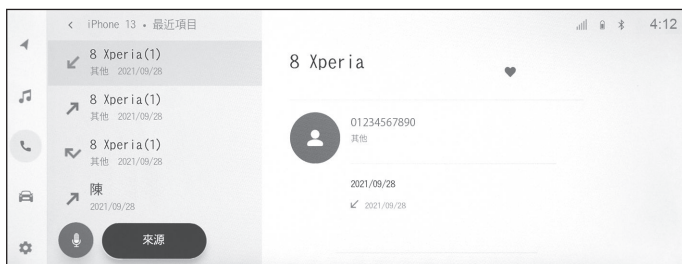 iPhone 13 • 最近項目
4:12
8 Xperia(1)
其他 2021/09/28
8 Xperia(1)
其他 2021/09/28
8 Xperia(1)
其他 2021/09/28
陳
2021/09/28
來源
8 Xperia
01234567890
其他
2021/09/28
2021/09/28